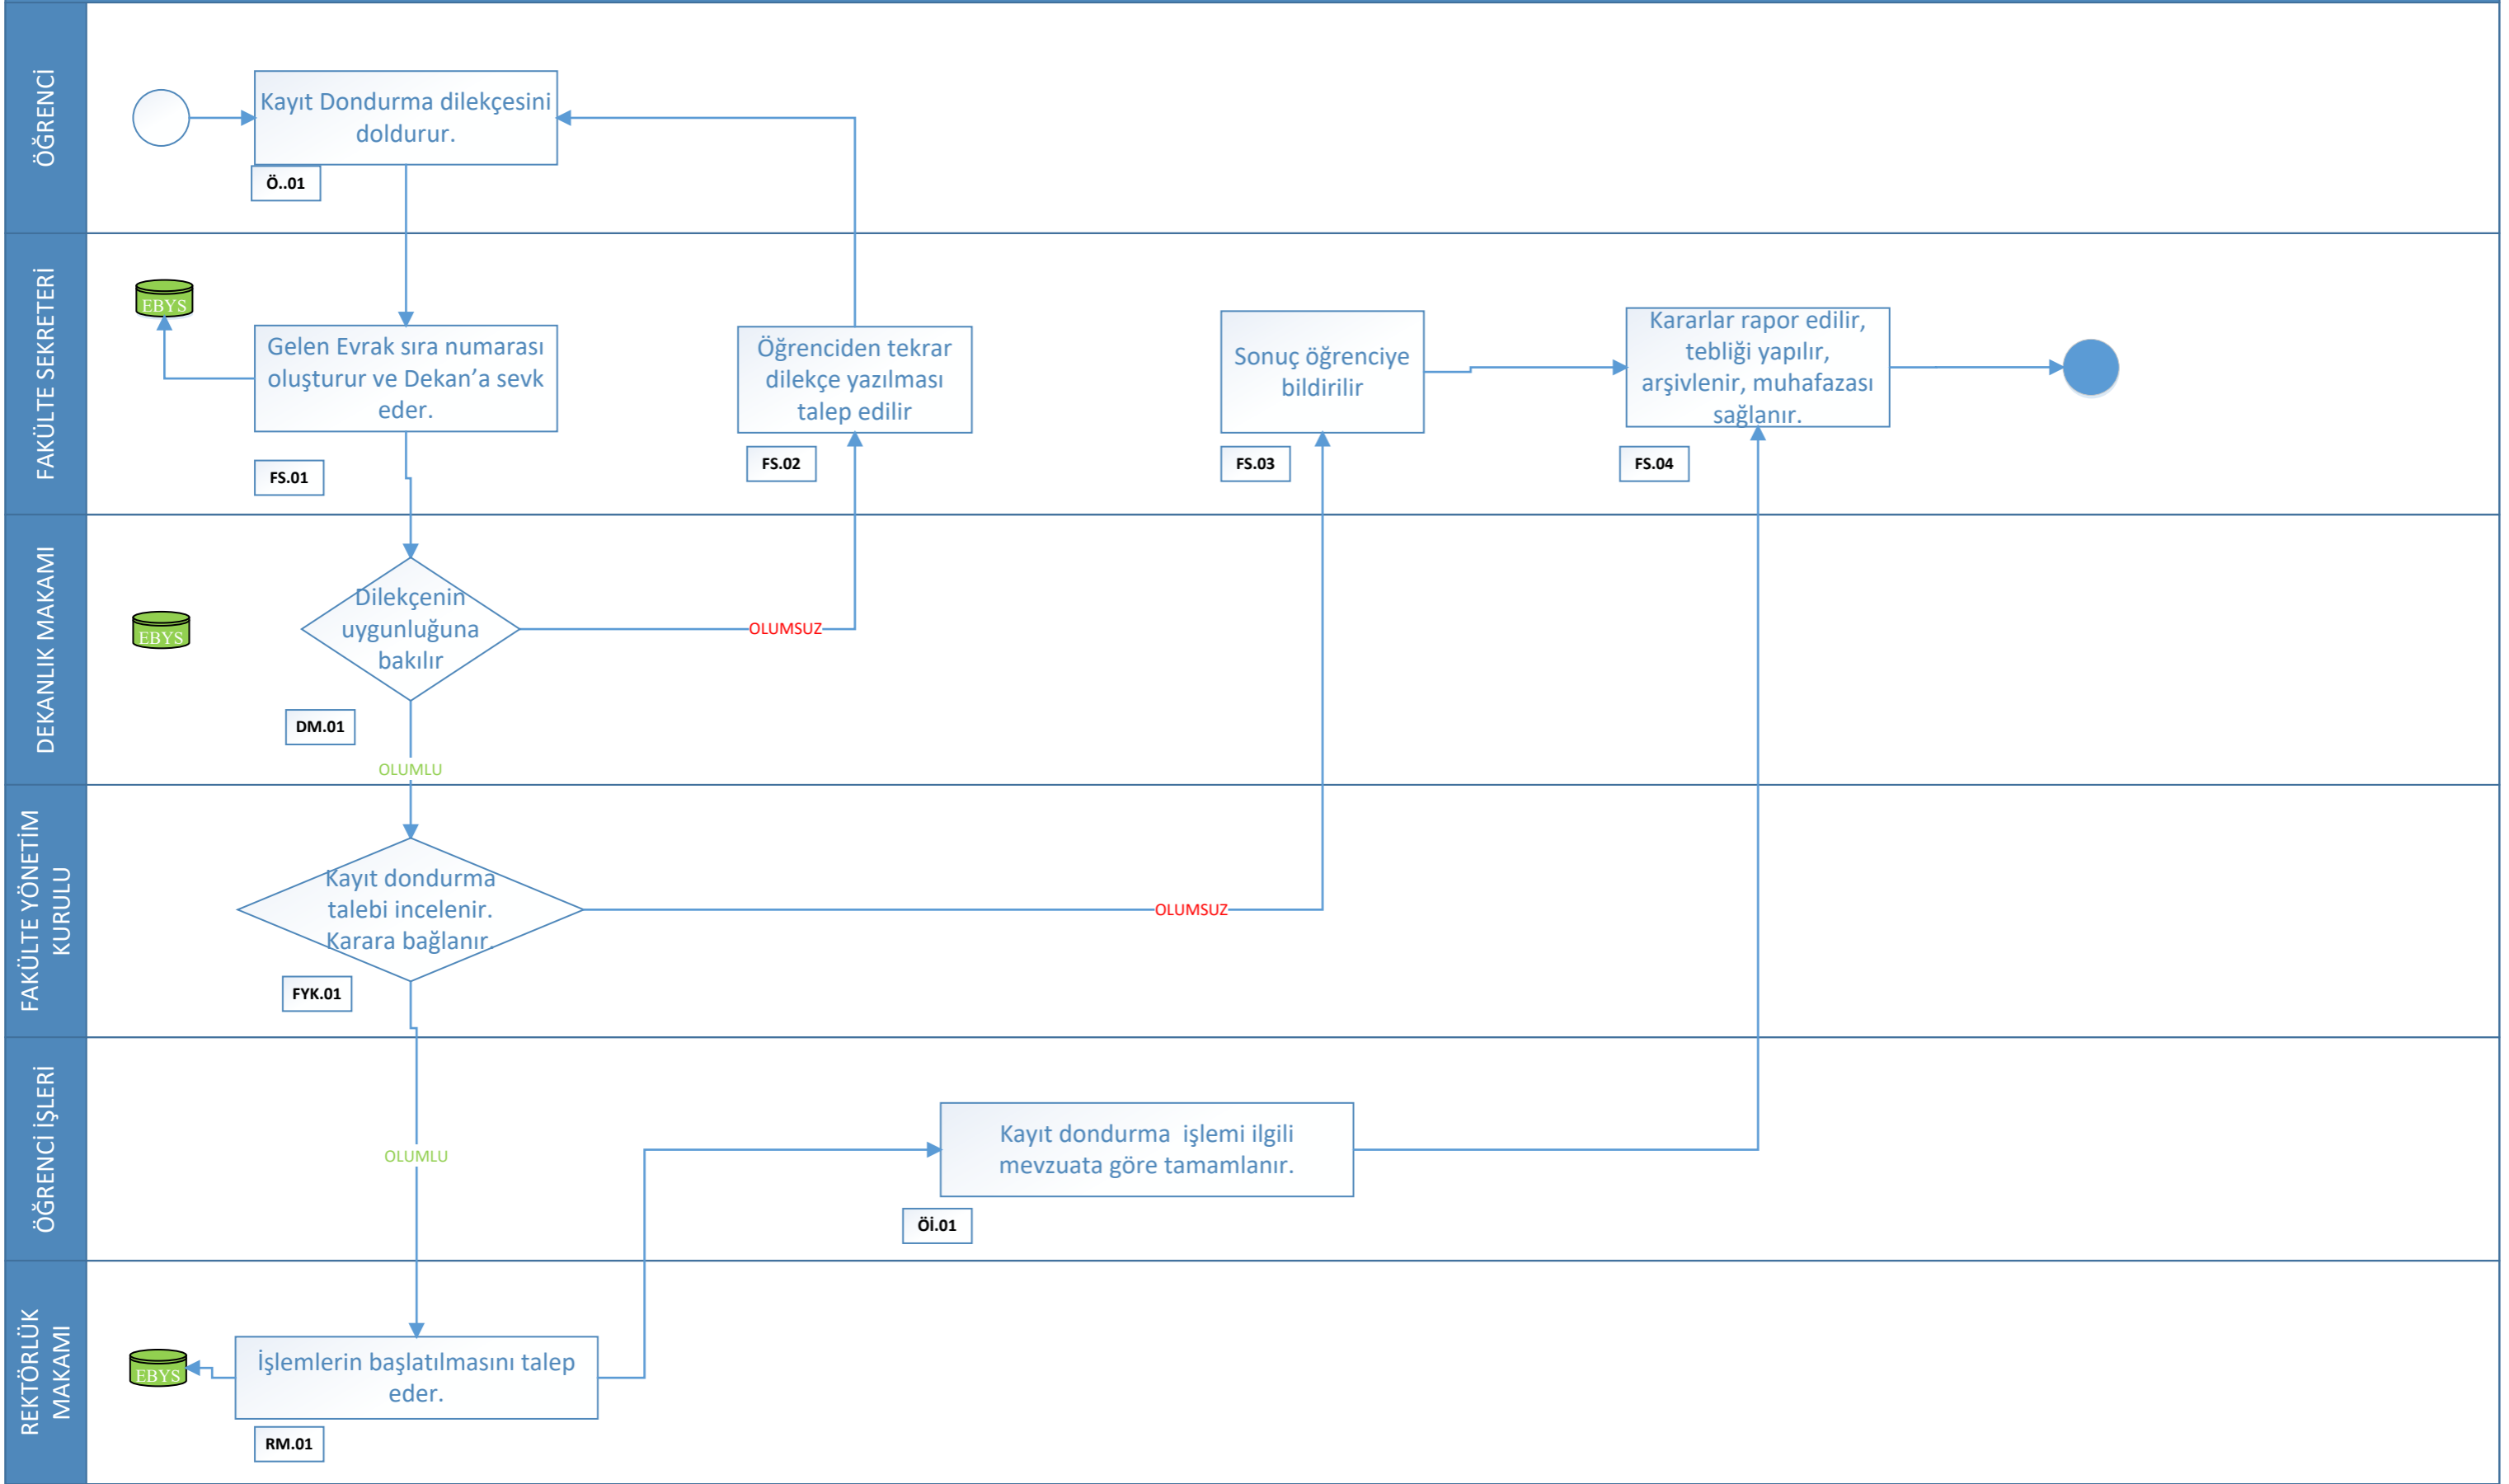 ÖĞRENCİ
Kayıt Dondurma dilekçesini
doldurur.
Ö..01
FAKÜLTE SEKRETERİ
EBYS
Gelen Evrak sıra numarası
oluşturur ve Dekan’a sevk
eder.
FS.01
Öğrenciden tekrar
dilekçe yazılması
talep edilir
FS.02
Sonuç öğrenciye
bildirilir
FS.03
Kararlar rapor edilir,
tebliği yapılır,
arşivlenir, muhafazası
sağlanır.
FS.04
DEKANLIK MAKAMI
EBYS
Dilekçenin
uygunluğuna
bakılır
OLUMSUZ
DM.01
OLUMLU
FAKÜLTE YÖNETİM
KURULU
Kayıt dondurma
talebi incelenir.
Karara bağlanır.
OLUMSUZ
FYK.01
ÖĞRENCİ İŞLERİ
OLUMLU
Kayıt dondurma  işlemi ilgili
mevzuata göre tamamlanır.
Öİ.01
REKTÖRLÜK
MAKAMI
EBYS
İşlemlerin başlatılmasını talep
eder.
RM.01